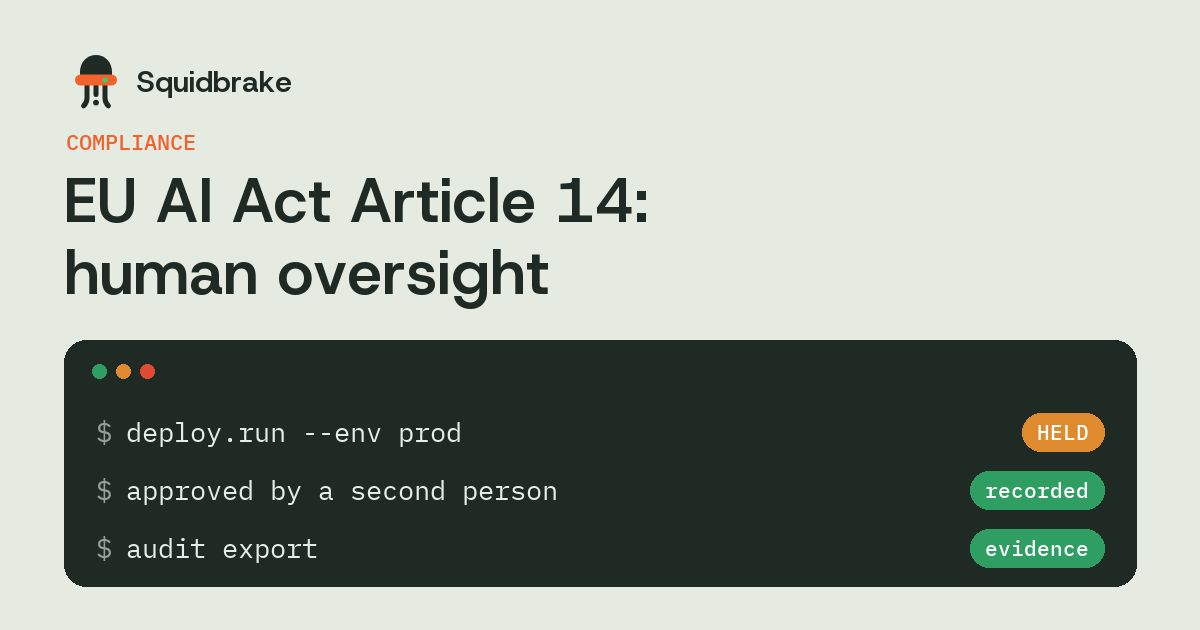 Squidbrake
COMPLIANCE
EU AI Act Article 14:
human oversight
$ deploy.run --env prod HELD
$ approved by a second person recorded
$ audit export evidence